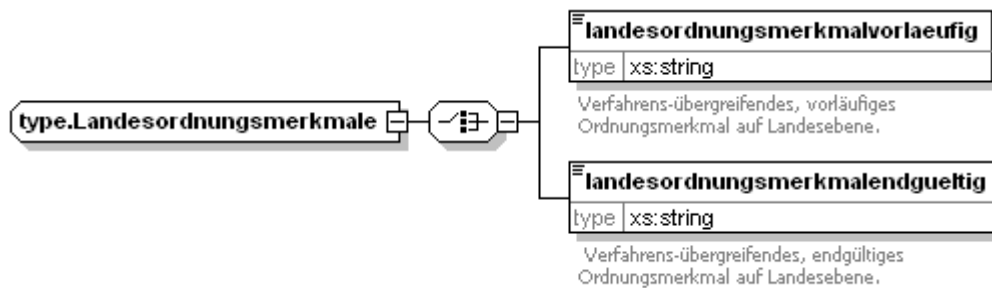 landesordnungsmerkmalvorlaeufig
type xs:string
Verfahrens-übergreifendes, vorläufiges
Ordnungsmerkmal auf Landesebene.
type.Landesordnungsmerkmale
landesordnungsmerkmalendgueltig
type xs:string
Verfahrens-übergreifendes, endgültiges
Ordnungsmerkmal auf Landesebene.